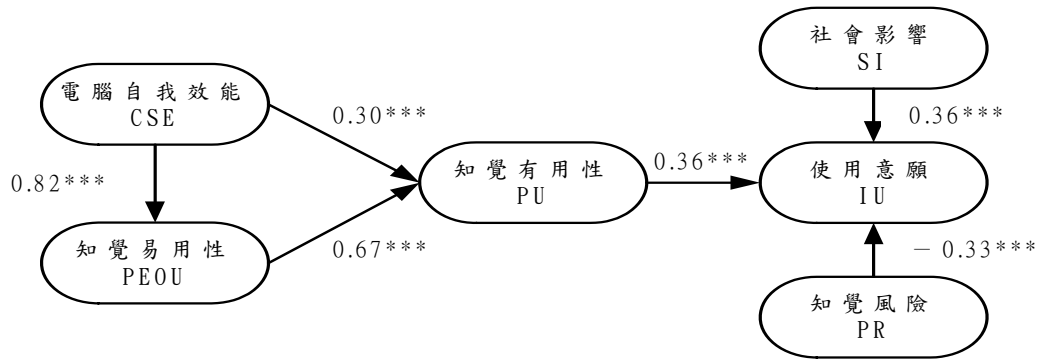 社會影響
SI
電腦自我效能
CSE
0.30***
0.36***
0.82***
知覺有用性
PU
0.36***
使用意願
IU
知覺易用性
PEOU
0.67***
－0.33***
知覺風險
PR